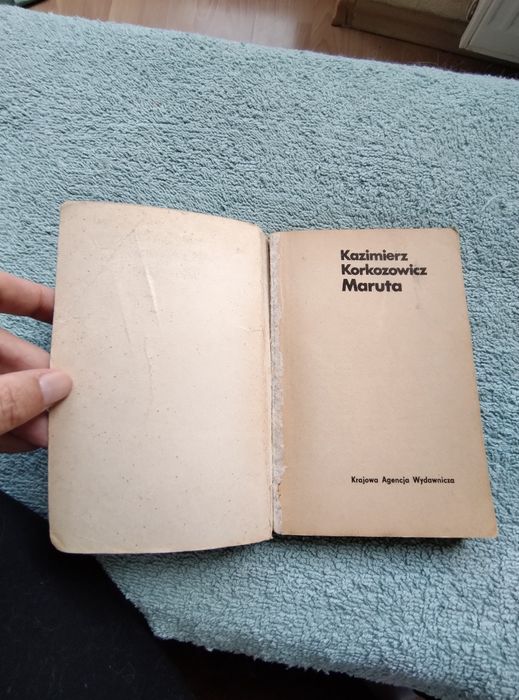 Kazimierz
Korkozowicz
Maruta
Krajowa Agencja Wydawnicza